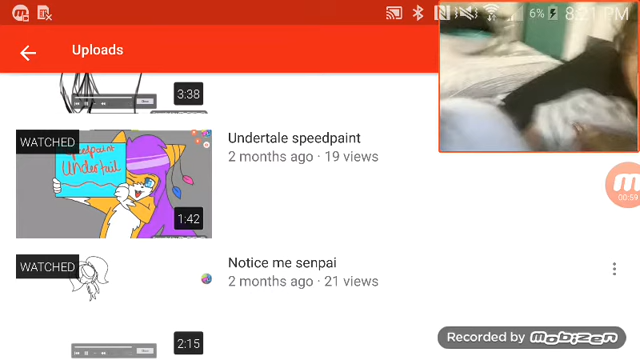 6% 8:21 PM
Uploads
3:38
WATCHED
speedpaint
Undertail
1:42
Undertale speedpaint
2 months ago · 19 views
00:59
WATCHED
2:15
Notice me senpai
2 months ago · 21 views
Recorded by mobizen